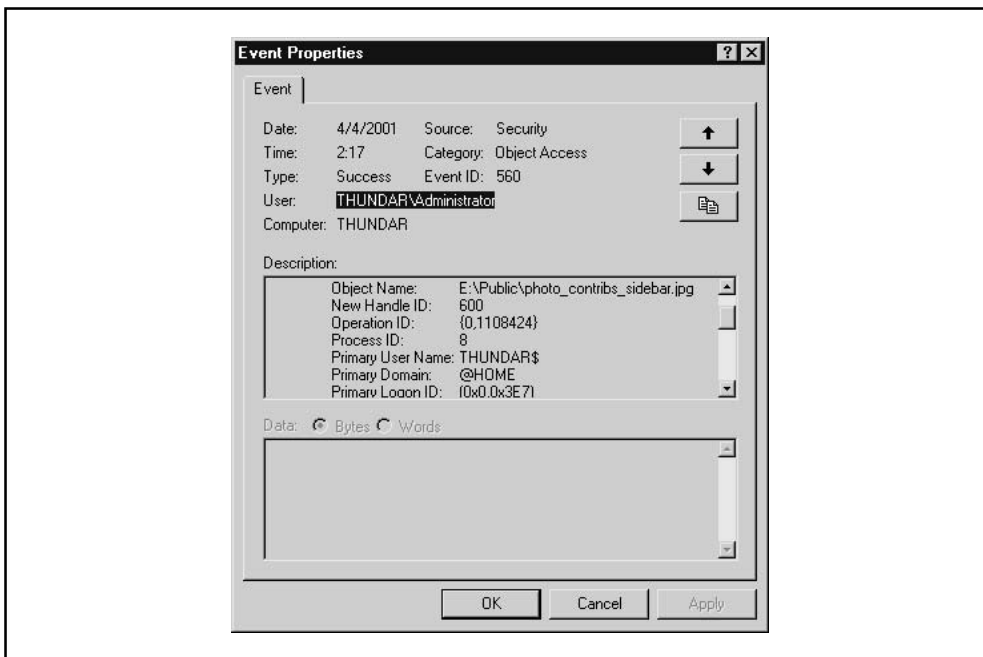 Event Properties
Event
Date: 4/4/2001 Source: Security
Time: 2:17 Category: Object Access
Type: Success Event ID: 560
User: THUNDAR\Administrator
Computer: THUNDAR
Description:
Object Name: E:\Public\photo_contribs_sidebar.jpg
New Handle ID: 600
Operation ID: {0,1108424}
Process ID: 8
Primary User Name: THUNDAR$
Primary Domain: @HOME
Primary Logon ID: (0x0,0x3E7)
Data: Bytes Words
OK Cancel Apply